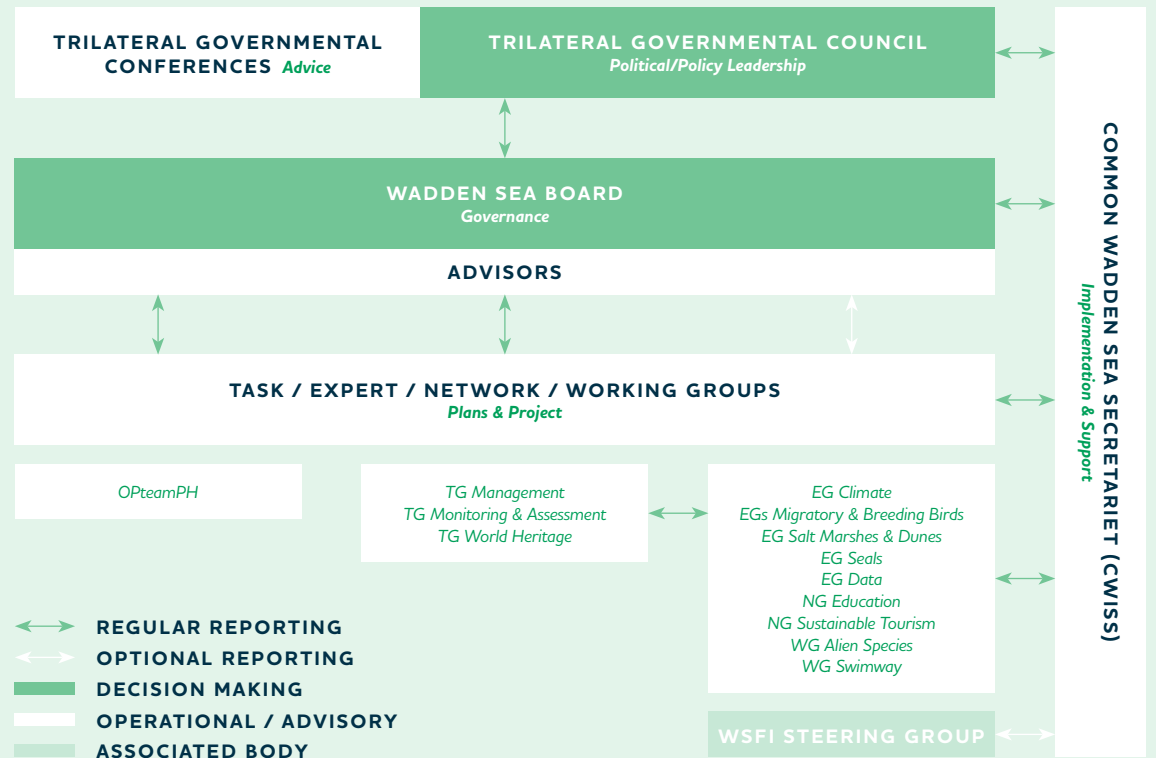 TRILATERAL GOVERNMENTAL
CONFERENCES Advice
TRILATERAL GOVERNMENTAL COUNCIL
Political/Policy Leadership
WADDEN SEA BOARD
Governance
ADVISORS
TASK / EXPERT / NETWORK / WORKING GROUPS
Plans & Project
OPteamPH
TG Management
TG Monitoring & Assessment
TG World Heritage
EG Climate
EGs Migratory & Breeding Birds
EG Salt Marshes & Dunes
EG Seals
EG Data
NG Education
NG Sustainable Tourism
WG Alien Species
WG Swimway
WSFI STEERING GROUP
COMMON WADDEN SEA SECRETARIET (CWISS)
Implementation & Support
REGULAR REPORTING
OPTIONAL REPORTING
DECISION MAKING
OPERATIONAL / ADVISORY
ASSOCIATED BODY